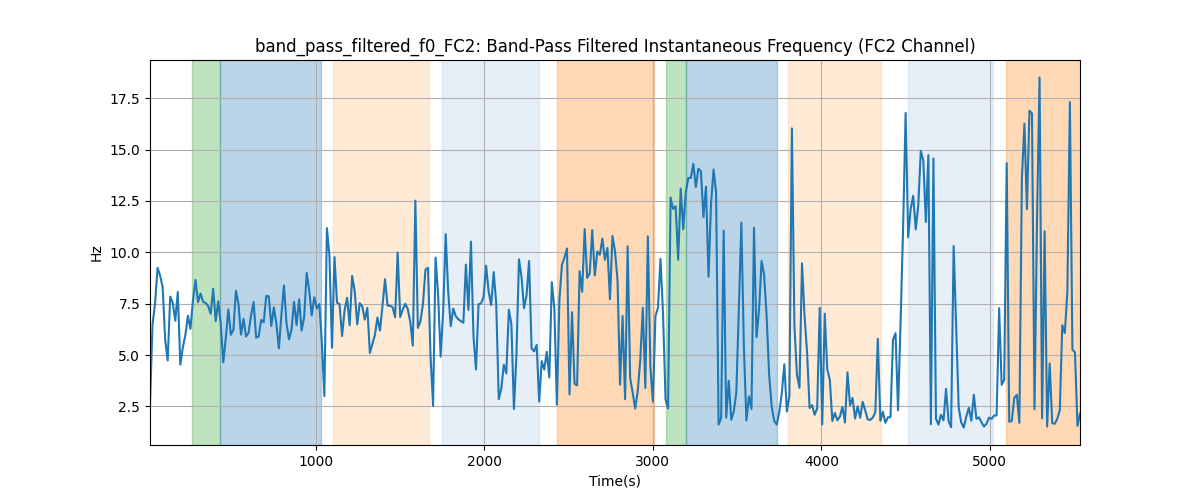 band_pass_filtered_f0_FC2: Band-Pass Filtered Instantaneous Frequency (FC2 Channel)
17.5
15.0
12.5
10.0
7.5
5.0
2.5
Hz
1000 2000 3000 4000 5000
Time(s)